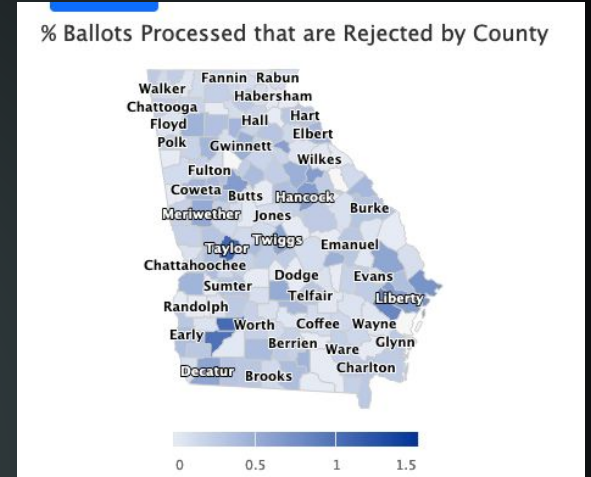 % Ballots Processed that are Rejected by County
Fannin Rabun
Walker
Habersham
Chattooga
Hart
Floyd
Hall
Elbert
Polk
Gwinnett
Wilkes
Fulton
Coweta
Butts
Hancock
Meriwether
Jones
Burke
Taylor
Twiggs
Emanuel
Chattahoochee
Dodge
Evans
Sumter
Telfair
Liberty
Randolph
Worth
Coffee
Wayne
Early
Berrien
Ware
Glynn
Charlton
Decatur
Brooks
0 0.5 1 1.5